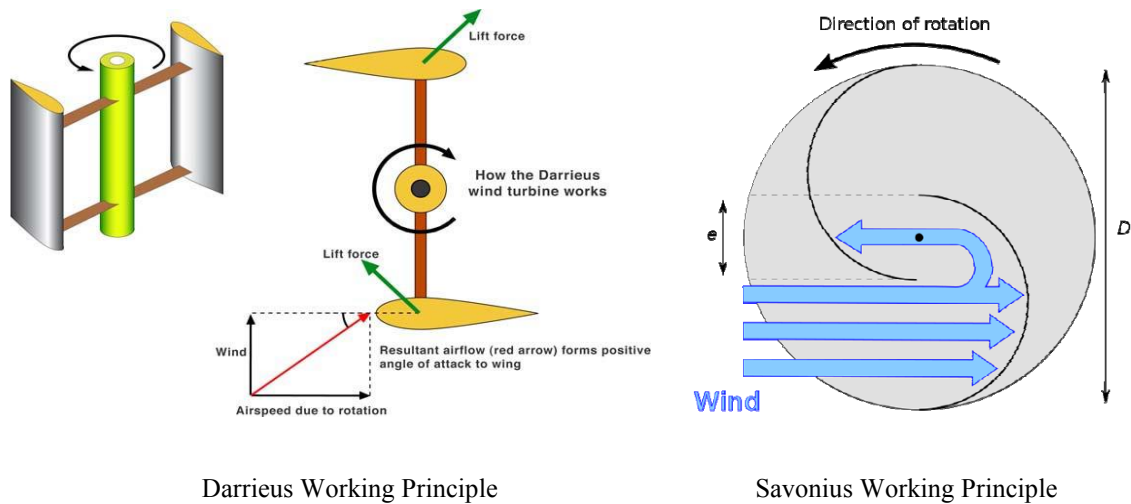 Lift force
How the Darrieus
wind turbine works
Lift force
Wind
Resultant airflow (red arrow) forms positive
angle of attack to wing
Airspeed due to rotation
Darrieus Working Principle
Direction of rotation
e
D
Wind
Savonius Working Principle